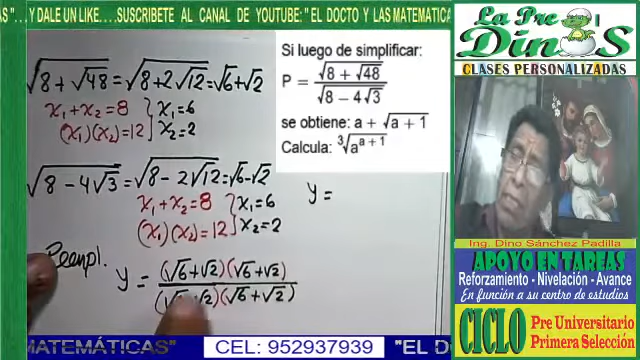 AS"...Y DALE UN LIKE....SUSCRIBETE AL CANAL DE YOUTUBE:"EL DOCTO Y LAS MATEMÁTICA
La Pre
Dinos
CLASES PERSONALIZADAS
√(8 + √48) = √(8 + 2√12) = √6 + √2
x₁ + x₂ = 8 } x₁ = 6
(x₁)(x₂) = 12 } x₂ = 2
√(8 - 4√3) = √(8 - 2√12) = √6 - √2
x₁ + x₂ = 8 } x₁ = 6
(x₁)(x₂) = 12 } x₂ = 2
Reempl.
y = (√6 + √2)(√6 + √2)
√2)(√6 + √2)
y =
Si luego de simplificar:
P = √(8 + √48) / √(8 – 4√3)
se obtiene: a + √(a + 1)
Calcula: ³√(a^(a + 1))
Ing. Dino Sánchez Padilla
APOYO EN TAREAS
Reforzamiento - Nivelación - Avance
En función a su centro de estudios
CICLO
Pre Universitario
Primera Selección
MATEMÁTICAS"
CEL: 952937939
"EL D